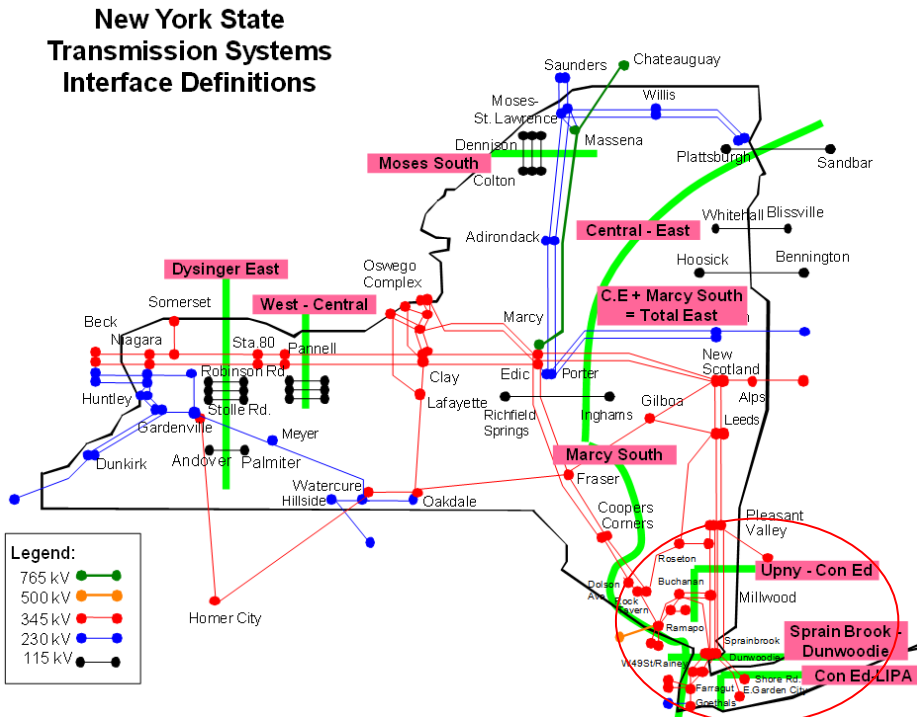 New York State
Transmission Systems
Interface Definitions
Saunders
Chateauguay
Moses-
St. Lawrence
Willis
Massena
Dennison
Moses South
Colton
Plattsburgh
Sandbar
Whitehall
Blissville
Adirondack
Central - East
Hoosick
Bennington
Dysinger East
Oswego
Complex
West - Central
C.E + Marcy South
= Total East
Somerset
Marcy
Beck
Niagara
Sta.80
Pannell
New
Scotland
Robinson Rd.
Clay
Edic
Porter
Alps
Huntley
Stolle Rd.
Lafayette
Richfield
Springs
Inghams
Gilboa
Leeds
Gardenville
Meyer
Dunkirk
Andover
Palmiter
Marcy South
Watercure
Fraser
Hillside
Oakdale
Coopers
Corners
Pleasant
Valley
Legend:
765 kV
500 kV
345 kV
230 kV
115 kV
Roseton
Dolson
Ave
Buchanan
Upny - Con Ed
Rock
Tavern
Millwood
Homer City
Ramapo
Sprainbrook
Sprain Brook -
Dunwoodie
Dunwoodie
W49St/Rainey
Shore Rd.
Con Ed-LIPA
Farragut
E.Garden City
Goethals